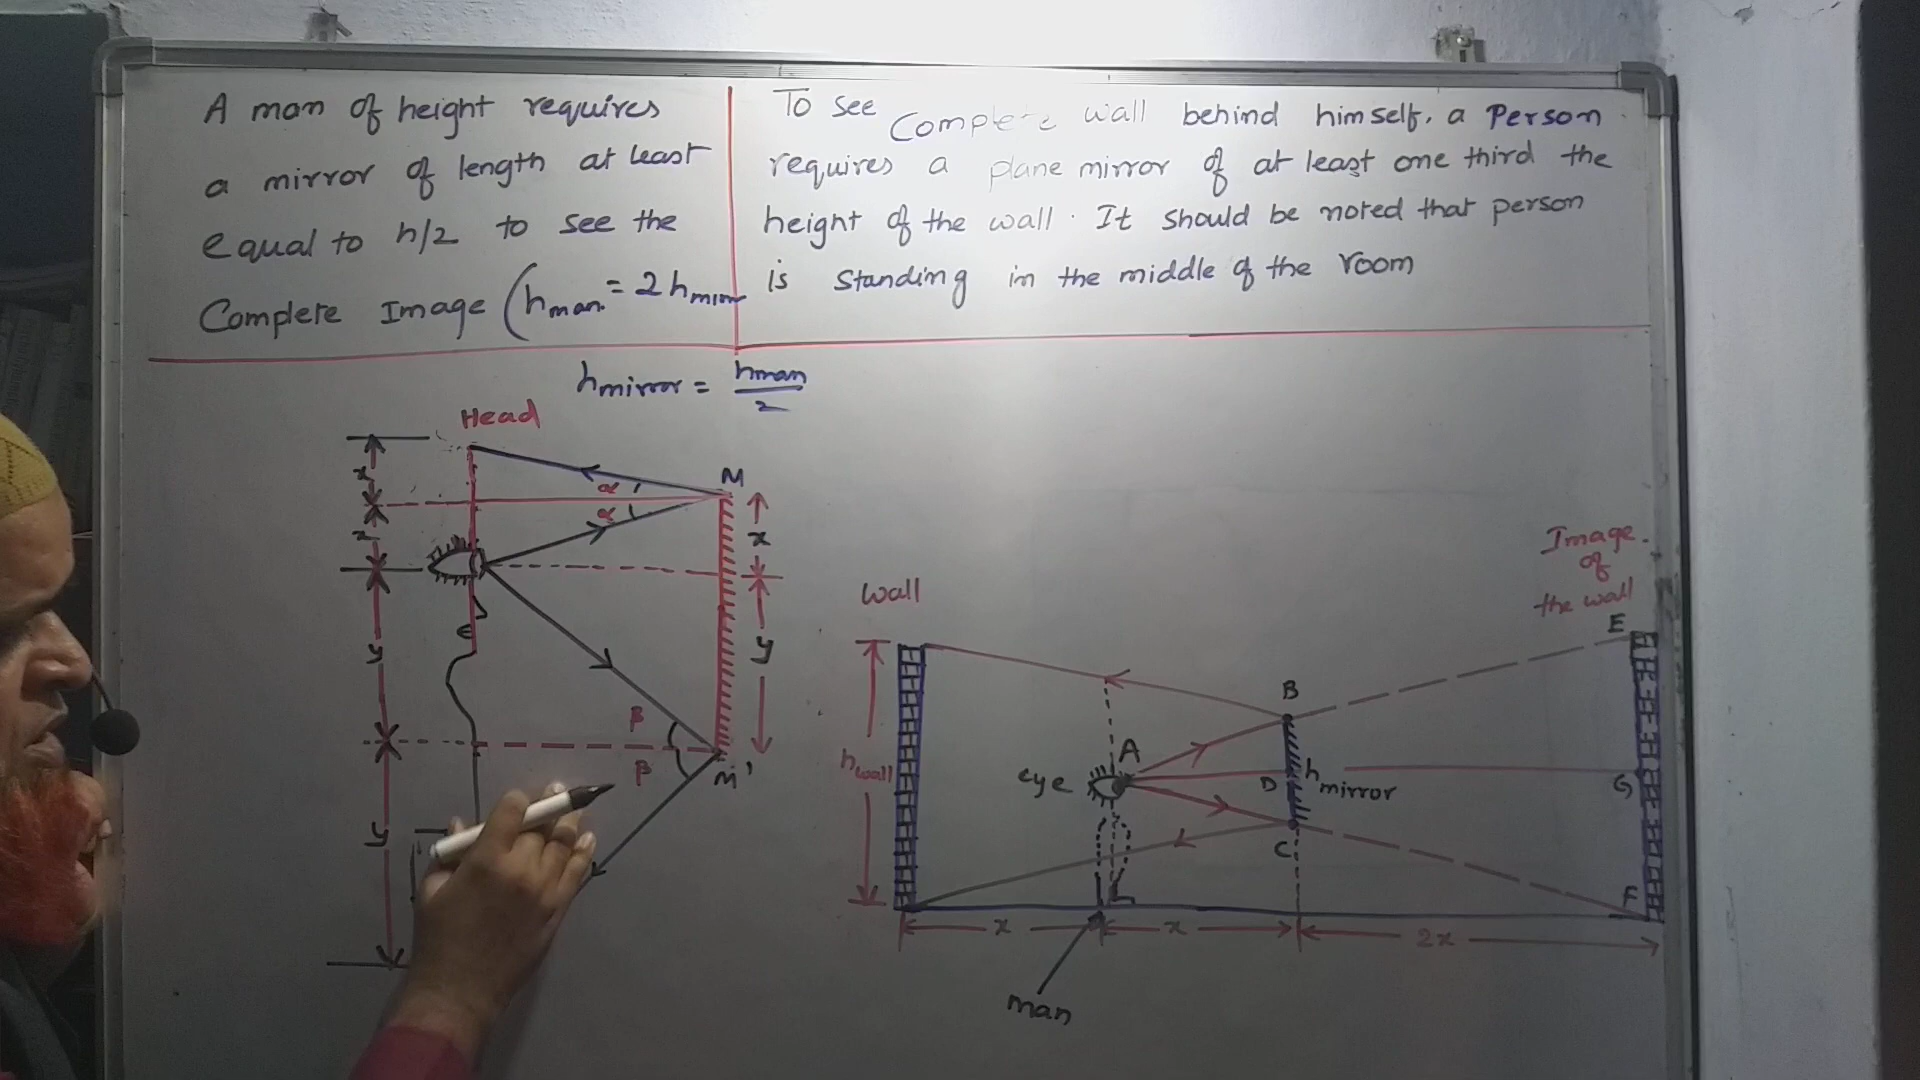 A man of height requires
a mirror of length at least
equal to h/2 to see the
Complete Image (hman = 2 hmirror
To see Complete wall behind himself, a Person
requires a plane mirror of at least one third the
height of the wall. It should be noted that person
is standing in the middle of the room
hmirror = hman/2
Head
x
x
y
y
α
α
M
x
y
β
β
M'
Wall
hwall
eye
A
B
D
C
h mirror
Image
of
the wall
E
G
F
x
x
2x
man